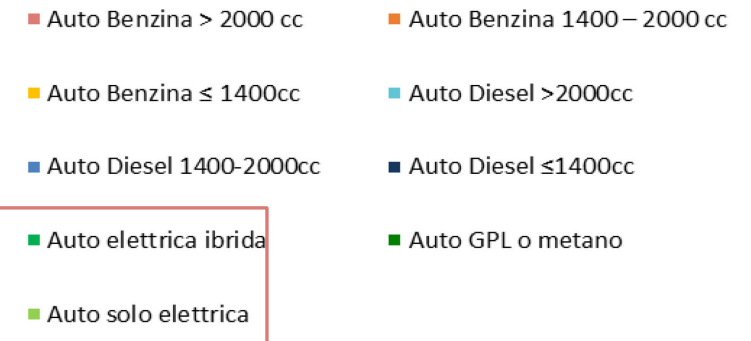 Auto Benzina > 2000 cc
Auto Benzina 1400 – 2000 cc
Auto Benzina ≤ 1400cc
Auto Diesel >2000cc
Auto Diesel 1400-2000cc
Auto Diesel ≤1400cc
Auto elettrica ibrida
Auto GPL o metano
Auto solo elettrica